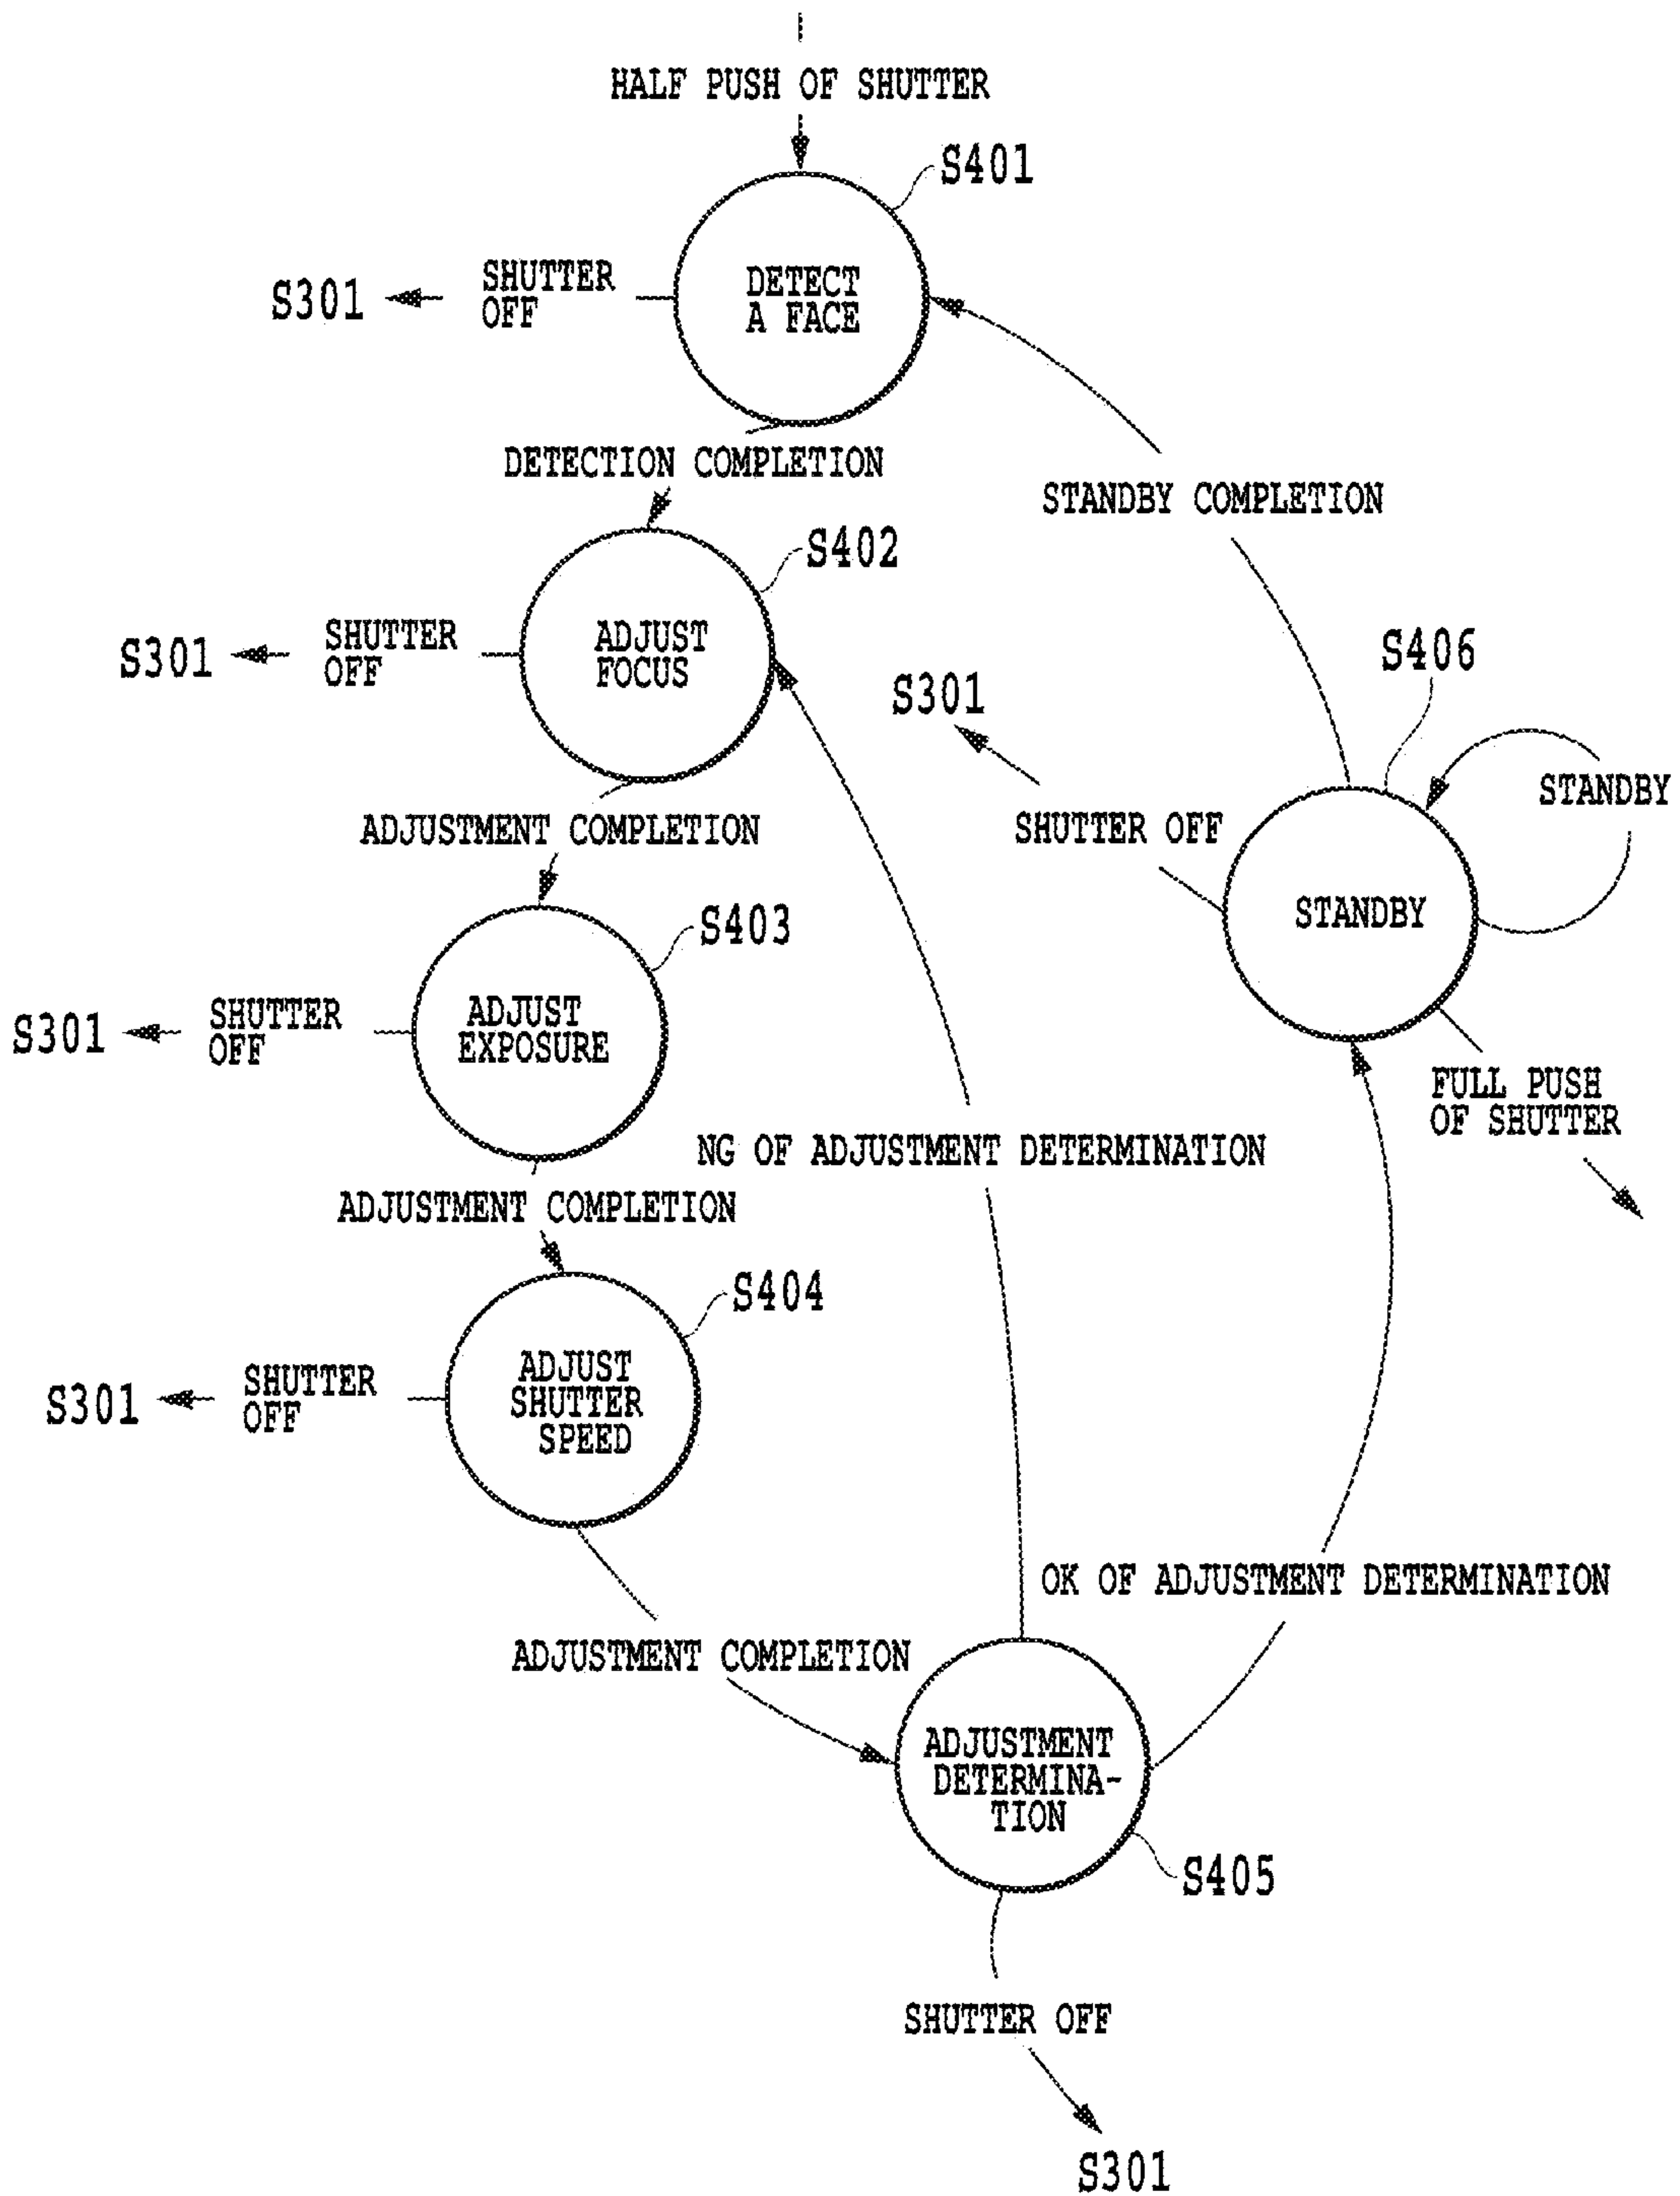 HALF PUSH OF SHUTTER
S401
DETECT
A FACE
SHUTTER
OFF
S301
DETECTION COMPLETION
STANDBY COMPLETION
S402
ADJUST
FOCUS
SHUTTER
OFF
S301
S406
S301
STANDBY
SHUTTER OFF
STANDBY
ADJUSTMENT COMPLETION
S403
ADJUST
EXPOSURE
SHUTTER
OFF
S301
FULL PUSH
OF SHUTTER
NG OF ADJUSTMENT DETERMINATION
ADJUSTMENT COMPLETION
S404
ADJUST
SHUTTER
SPEED
SHUTTER
OFF
S301
OK OF ADJUSTMENT DETERMINATION
ADJUSTMENT COMPLETION
ADJUSTMENT
DETERMINA-
TION
S405
SHUTTER OFF
S301